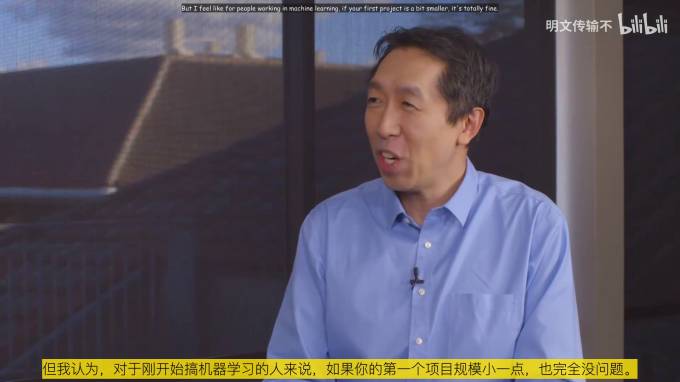 But I feel like for people working in machine learning, if your first project is a bit smaller, it's totally fine.
明文传输不 bilibili
但我认为，对于刚开始搞机器学习的人来说，如果你的第一个项目规模小一点，也完全没问题。